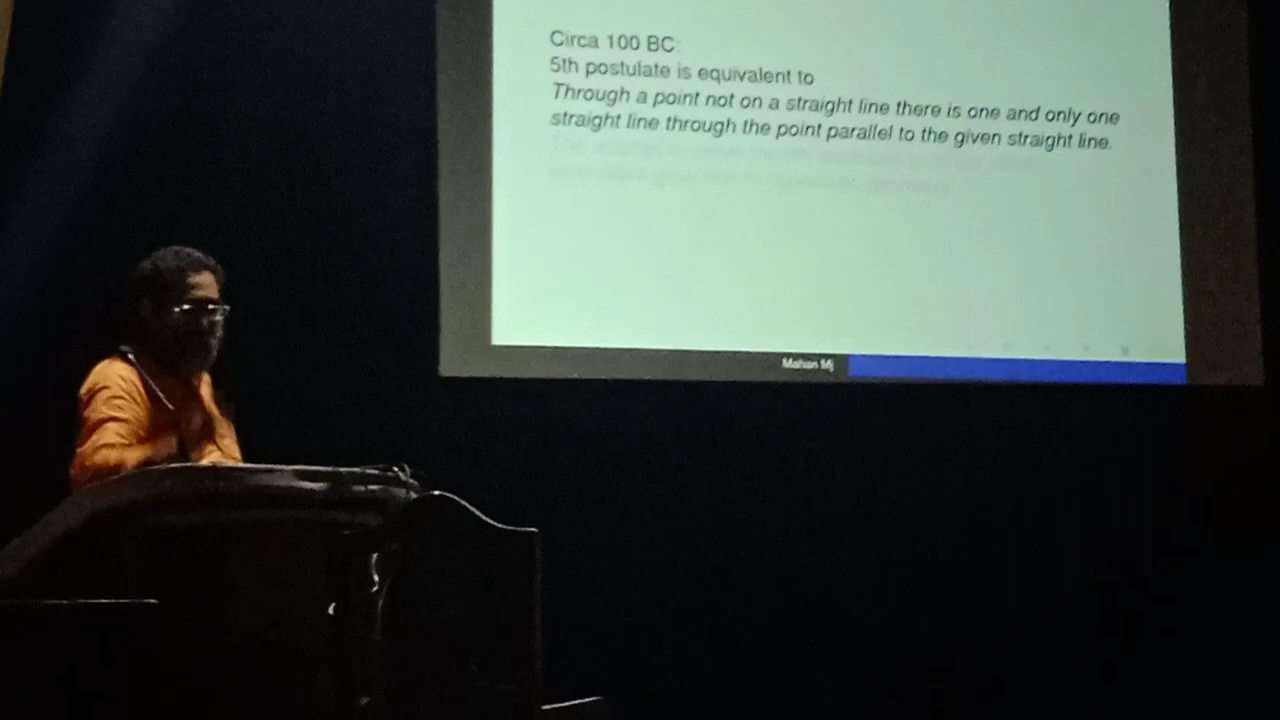 Circa 100 BC:
5th postulate is equivalent to
Through a point not on a straight line there is one and only one
straight line through the point parallel to the given straight line.
Mahan Mj